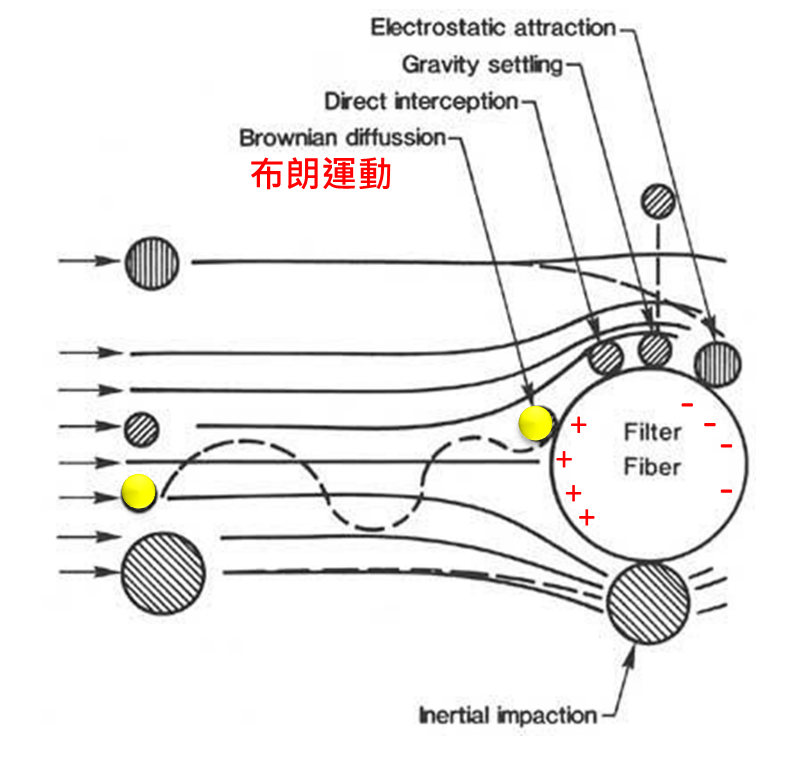 Electrostatic attraction
Gravity settling
Direct interception
Brownian diffussion
布朗運動
Filter
Fiber
+
+
+
+
-
-
-
-
Inertial impaction